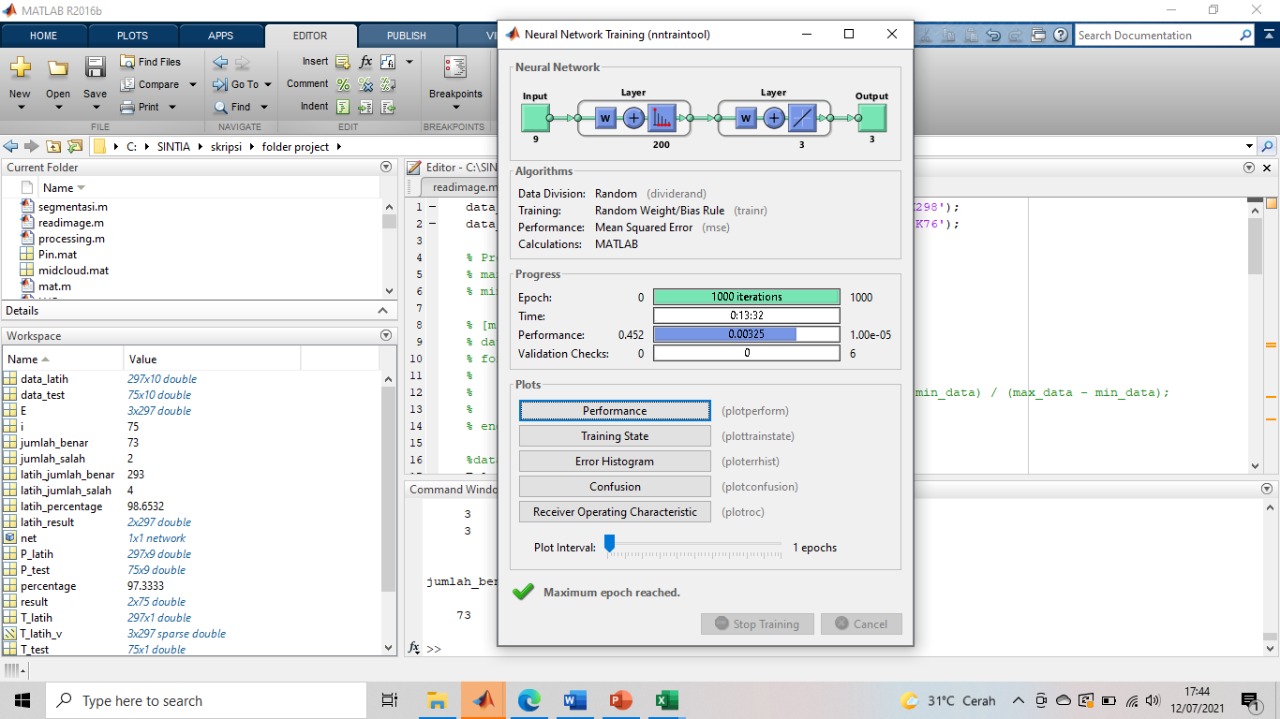 MATLAB R2016b
HOME PLOTS APPS EDITOR PUBLISH VI
Search Documentation
New Open Save
Find Files
Compare
Print
Go To
Find
Insert fx
Comment
Indent
Breakpoints
FILE NAVIGATE EDIT BREAKPOINTS
C: SINTIA skripsi folder project
Current Folder
Name
segmentasi.m
readimage.m
processing.m
Pin.mat
midcloud.mat
mat.m
Details
Workspace
Name Value
data_latih 297x10 double
data_test 75x10 double
E 3x297 double
i 75
jumlah_benar 73
jumlah_salah 2
latih_jumlah_benar 293
latih_jumlah_salah 4
latih_percentage 98.6532
latih_result 2x297 double
net 1x1 network
P_latih 297x9 double
P_test 75x9 double
percentage 97.3333
result 2x75 double
T_latih 297x1 double
T_latih_v 3x297 sparse double
T_test 75x1 double
Editor - C:\SIN
readimage.m
1 data_ K298');
2 data_ K76');
3
4 % Pr
5 % ma
6 % mi
7
8 % [m
9 % da
10 % fo
11 %
12 % min_data) / (max_data - min_data);
13 %
14 % en
15
16 %dat
Command Windo
3
3
jumlah_ben
73
fx >>
Neural Network Training (nntraintool)
Neural Network
Input Layer Layer Output
W + W +
9 200 3 3
Algorithms
Data Division: Random (dividerand)
Training: Random Weight/Bias Rule (trainr)
Performance: Mean Squared Error (mse)
Calculations: MATLAB
Progress
Epoch: 0 1000 iterations 1000
Time: 0:13:32
Performance: 0.452 0.00325 1.00e-05
Validation Checks: 0 0 6
Plots
Performance (plotperform)
Training State (plottrainstate)
Error Histogram (ploterrhist)
Confusion (plotconfusion)
Receiver Operating Characteristic (plotroc)
Plot Interval: 1 epochs
Maximum epoch reached.
Stop Training Cancel
Type here to search
31°C Cerah
17:44
12/07/2021
1